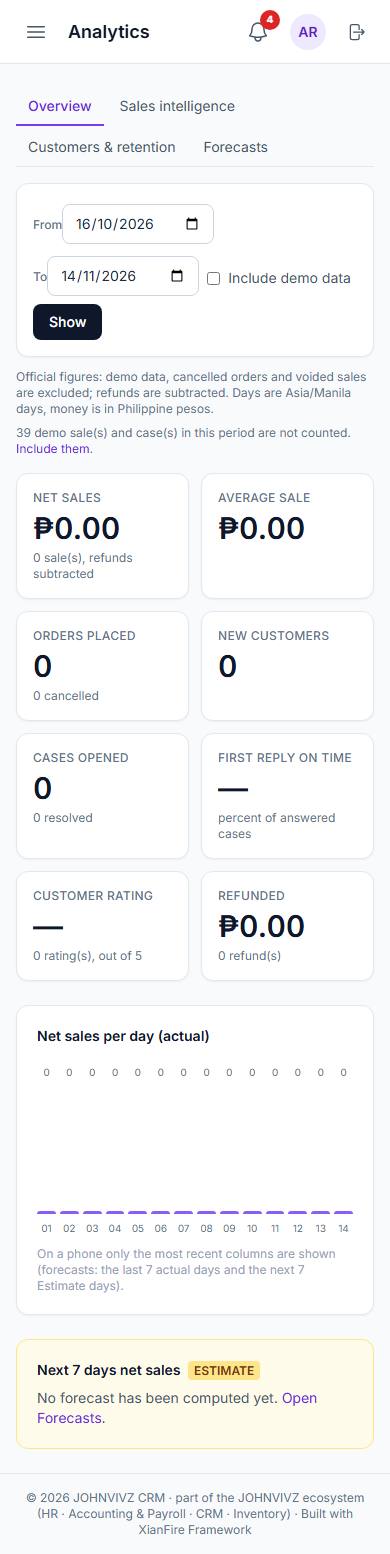 Analytics
4
AR
Overview
Sales intelligence
Customers & retention
Forecasts
From
16/10/2026
To
14/11/2026
Include demo data
Show
Official figures: demo data, cancelled orders and voided sales
are excluded; refunds are subtracted. Days are Asia/Manila
days, money is in Philippine pesos.
39 demo sale(s) and case(s) in this period are not counted.
Include them.
NET SALES
₱0.00
0 sale(s), refunds
subtracted
AVERAGE SALE
₱0.00
ORDERS PLACED
0
0 cancelled
NEW CUSTOMERS
0
CASES OPENED
0
0 resolved
FIRST REPLY ON TIME
—
percent of answered
cases
CUSTOMER RATING
—
0 rating(s), out of 5
REFUNDED
₱0.00
0 refund(s)
Net sales per day (actual)
0 0 0 0 0 0 0 0 0 0 0 0 0 0
01 02 03 04 05 06 07 08 09 10 11 12 13 14
On a phone only the most recent columns are shown
(forecasts: the last 7 actual days and the next 7
Estimate days).
Next 7 days net sales ESTIMATE
No forecast has been computed yet. Open
Forecasts.
© 2026 JOHNVIVZ CRM · part of the JOHNVIVZ ecosystem
(HR · Accounting & Payroll · CRM · Inventory) · Built with
XianFire Framework